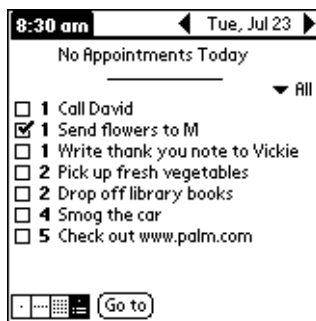 8:30 am Tue, Jul 23
No Appointments Today
All
1 Call David
1 Send flowers to M
1 Write thank you note to Vickie
2 Pick up fresh vegetables
2 Drop off library books
4 Smog the car
5 Check out www.palm.com
Go to